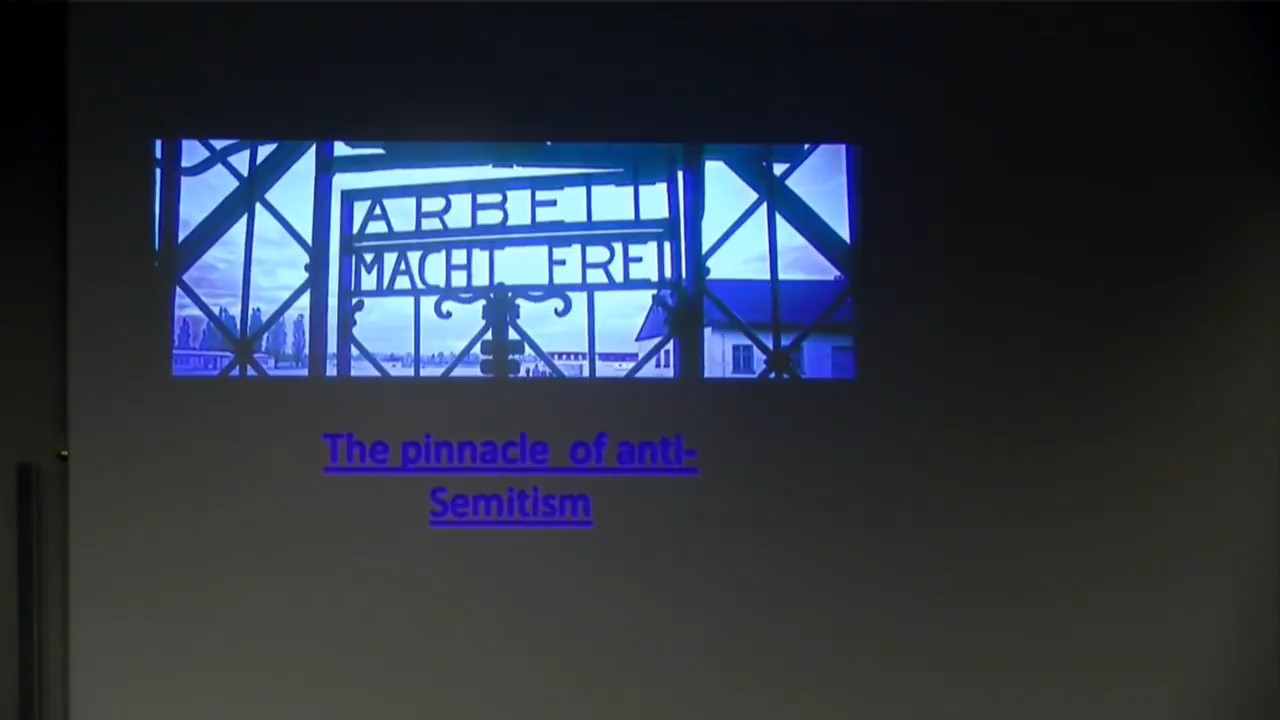 ARBEIT
MACHT FREI
The pinnacle of anti-
Semitism